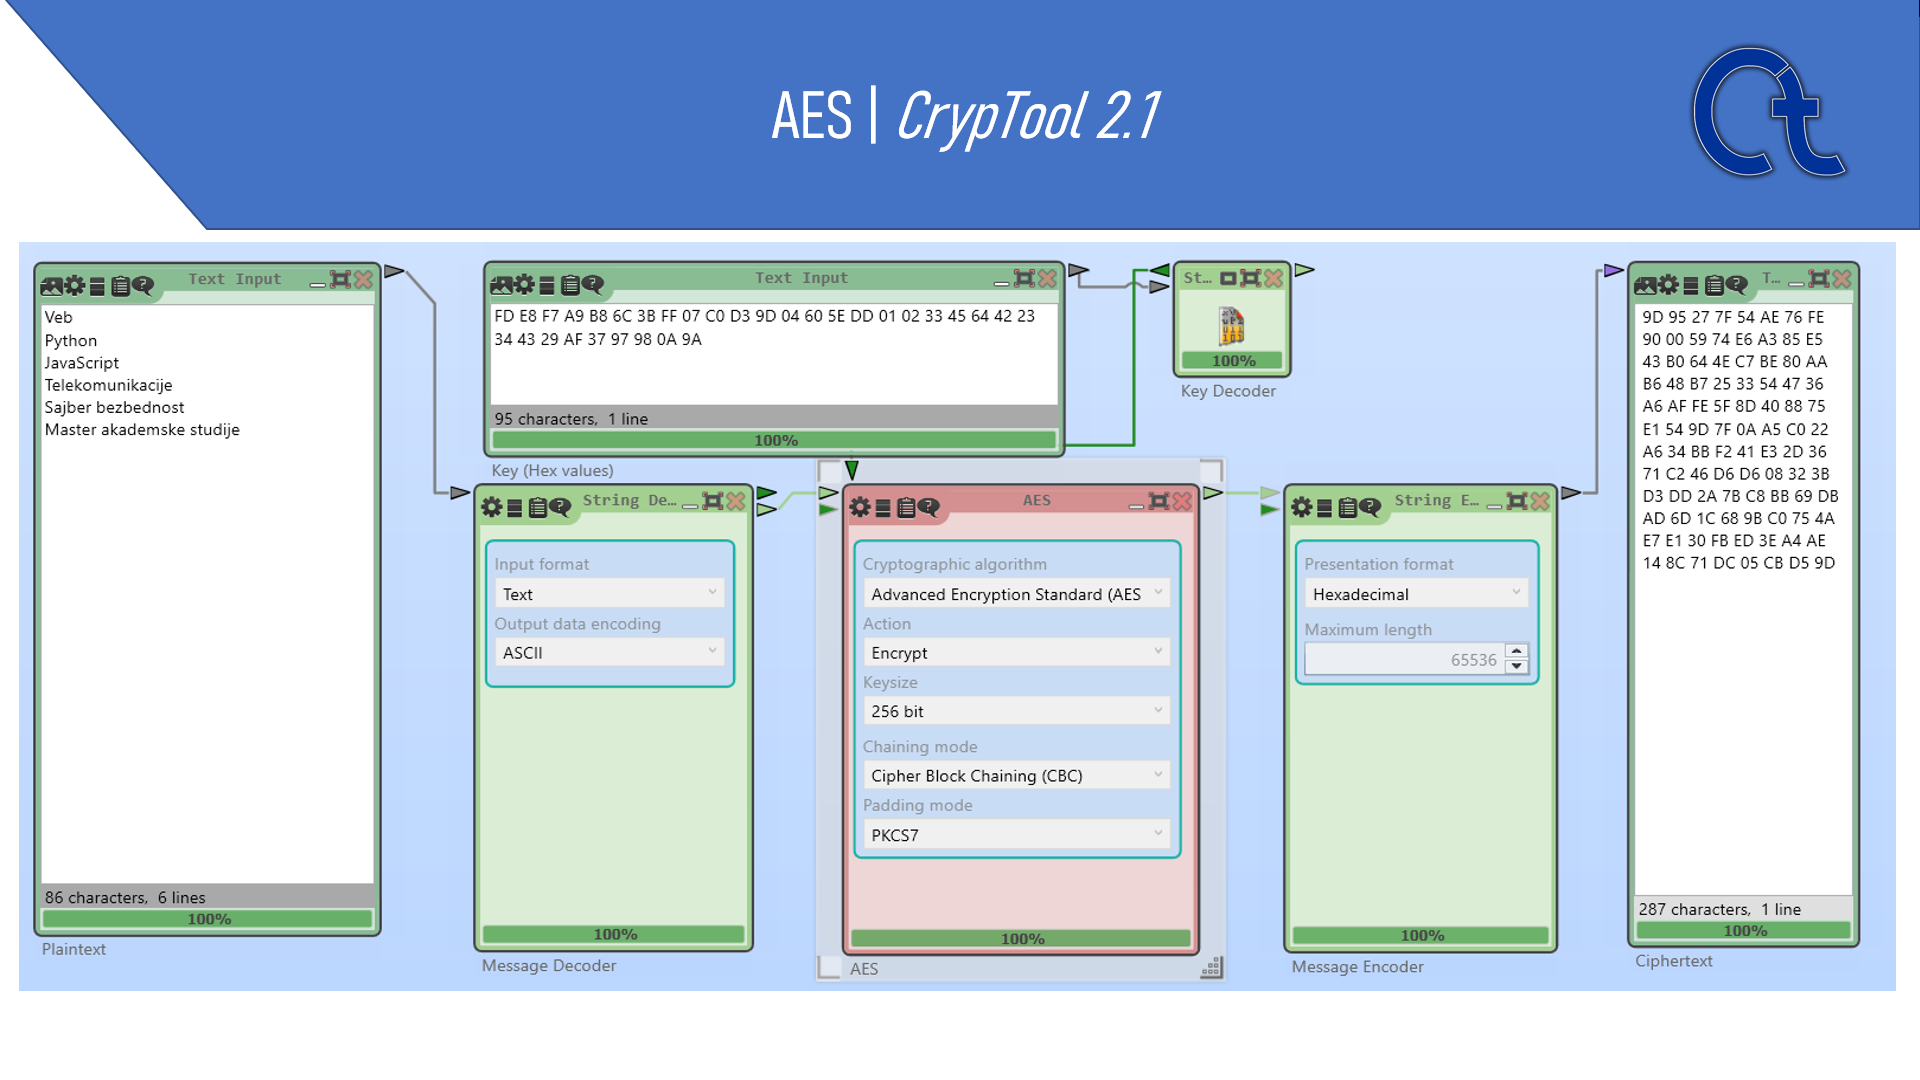 AES | CrypTool 2.1
Ct
Text Input
Veb
Python
JavaScript
Telekomunikacije
Sajber bezbednost
Master akademske studije
86 characters, 6 lines
100%
Plaintext
Text Input
FD E8 F7 A9 B8 6C 3B FF 07 C0 D3 9D 04 60 5E DD 01 02 33 45 64 42 23
34 43 29 AF 37 97 98 0A 9A
95 characters, 1 line
100%
Key (Hex values)
St...
100%
Key Decoder
String De...
Input format
Text
Output data encoding
ASCII
100%
Message Decoder
AES
Cryptographic algorithm
Advanced Encryption Standard (AES
Action
Encrypt
Keysize
256 bit
Chaining mode
Cipher Block Chaining (CBC)
Padding mode
PKCS7
100%
AES
String E...
Presentation format
Hexadecimal
Maximum length
65536
100%
Message Encoder
T...
9D 95 27 7F 54 AE 76 FE
90 00 59 74 E6 A3 85 E5
43 B0 64 4E C7 BE 80 AA
B6 48 B7 25 33 54 47 36
A6 AF FE 5F 8D 40 88 75
E1 54 9D 7F 0A A5 C0 22
A6 34 BB F2 41 E3 2D 36
71 C2 46 D6 D6 08 32 3B
D3 DD 2A 7B C8 BB 69 DB
AD 6D 1C 68 9B C0 75 4A
E7 E1 30 FB ED 3E A4 AE
14 8C 71 DC 05 CB D5 9D
287 characters, 1 line
100%
Ciphertext